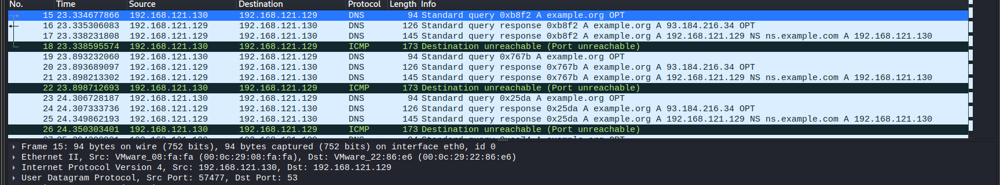 No. Time Source Destination Protocol Length Info
15 23.334677866 192.168.121.130 192.168.121.129 DNS 94 Standard query 0xb8f2 A example.org OPT
16 23.335306083 192.168.121.129 192.168.121.130 DNS 126 Standard query response 0xb8f2 A example.org A 93.184.216.34 OPT
17 23.338231808 192.168.121.129 192.168.121.130 DNS 145 Standard query response 0xb8f2 A example.org A 192.168.121.129 NS ns.example.com A 192.168.121.130
18 23.338595574 192.168.121.130 192.168.121.129 ICMP 173 Destination unreachable (Port unreachable)
19 23.893232060 192.168.121.130 192.168.121.129 DNS 94 Standard query 0x767b A example.org OPT
20 23.893689097 192.168.121.129 192.168.121.130 DNS 126 Standard query response 0x767b A example.org A 93.184.216.34 OPT
21 23.898213302 192.168.121.129 192.168.121.130 DNS 145 Standard query response 0x767b A example.org A 192.168.121.129 NS ns.example.com A 192.168.121.130
22 23.898712693 192.168.121.130 192.168.121.129 ICMP 173 Destination unreachable (Port unreachable)
23 24.306728187 192.168.121.130 192.168.121.129 DNS 94 Standard query 0x25da A example.org OPT
24 24.307333736 192.168.121.129 192.168.121.130 DNS 126 Standard query response 0x25da A example.org A 93.184.216.34 OPT
25 24.349862193 192.168.121.129 192.168.121.130 DNS 145 Standard query response 0x25da A example.org A 192.168.121.129 NS ns.example.com A 192.168.121.130
26 24.350303401 192.168.121.130 192.168.121.129 ICMP 173 Destination unreachable (Port unreachable)
Frame 15: 94 bytes on wire (752 bits), 94 bytes captured (752 bits) on interface eth0, id 0
Ethernet II, Src: VMware_08:fa:fa (00:0c:29:08:fa:fa), Dst: VMware_22:86:e6 (00:0c:29:22:86:e6)
Internet Protocol Version 4, Src: 192.168.121.130, Dst: 192.168.121.129
User Datagram Protocol, Src Port: 57477, Dst Port: 53